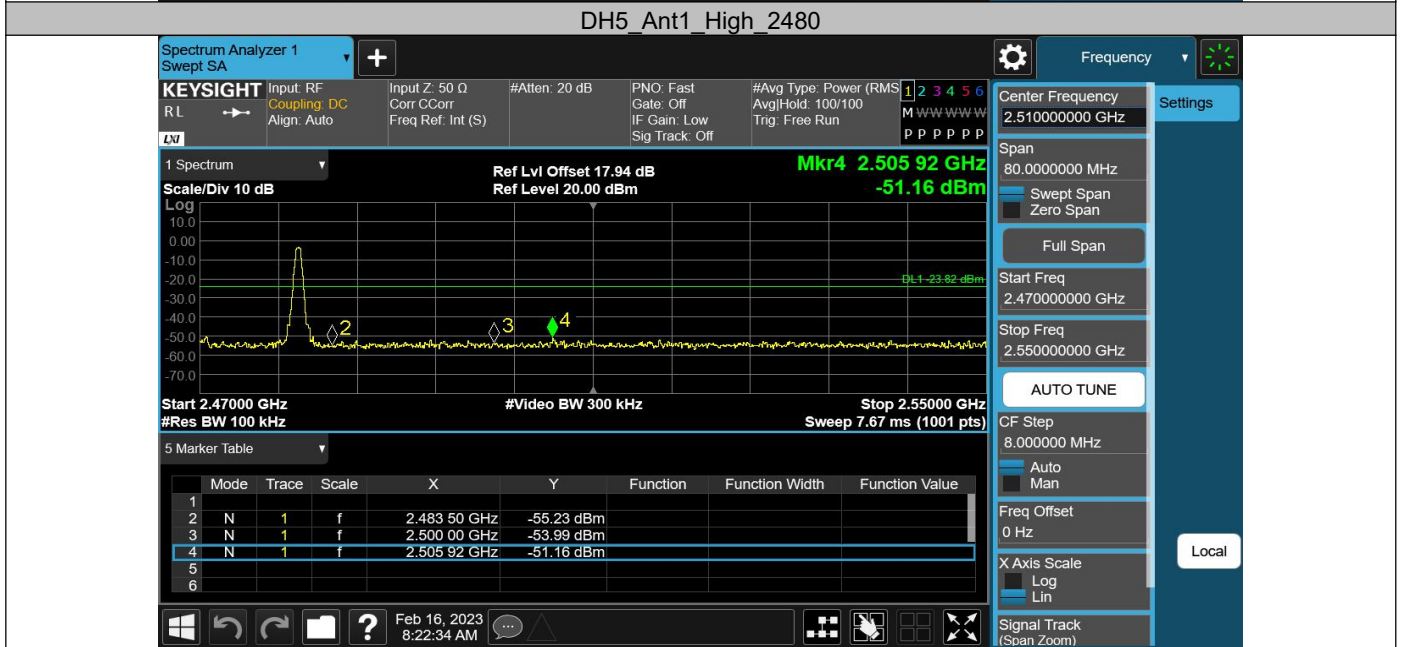 DH5_Ant1_High_2480
Spectrum Analyzer 1
Swept SA
+
Frequency
KEYSIGHT
Input: RF
Coupling: DC
Align: Auto
Input Z: 50 Ω
Corr CCorr
Freq Ref: Int (S)
#Atten: 20 dB
PNO: Fast
Gate: Off
IF Gain: Low
Sig Track: Off
#Avg Type: Power (RMS
Avg|Hold: 100/100
Trig: Free Run
1 2 3 4 5 6
M W W W W W
P P P P P P
R L
LXI
Center Frequency
2.510000000 GHz
Settings
Span
80.0000000 MHz
Swept Span
Zero Span
Full Span
Start Freq
2.470000000 GHz
Stop Freq
2.550000000 GHz
AUTO TUNE
CF Step
8.000000 MHz
Auto
Man
Freq Offset
0 Hz
X Axis Scale
Log
Lin
Local
Signal Track
(Span Zoom)
1 Spectrum
Ref Lvl Offset 17.94 dB
Mkr4 2.505 92 GHz
Scale/Div 10 dB
Ref Level 20.00 dBm
-51.16 dBm
Log
10.0
0.00
-10.0
-20.0
DL1 -23.82 dBm
-30.0
-40.0
2
3
4
-50.0
-60.0
-70.0
Start 2.47000 GHz
#Video BW 300 kHz
Stop 2.55000 GHz
#Res BW 100 kHz
Sweep 7.67 ms (1001 pts)
5 Marker Table
Mode Trace Scale X Y Function Function Width Function Value
1
2 N 1 f 2.483 50 GHz -55.23 dBm
3 N 1 f 2.500 00 GHz -53.99 dBm
4 N 1 f 2.505 92 GHz -51.16 dBm
5
6
?
Feb 16, 2023
8:22:34 AM